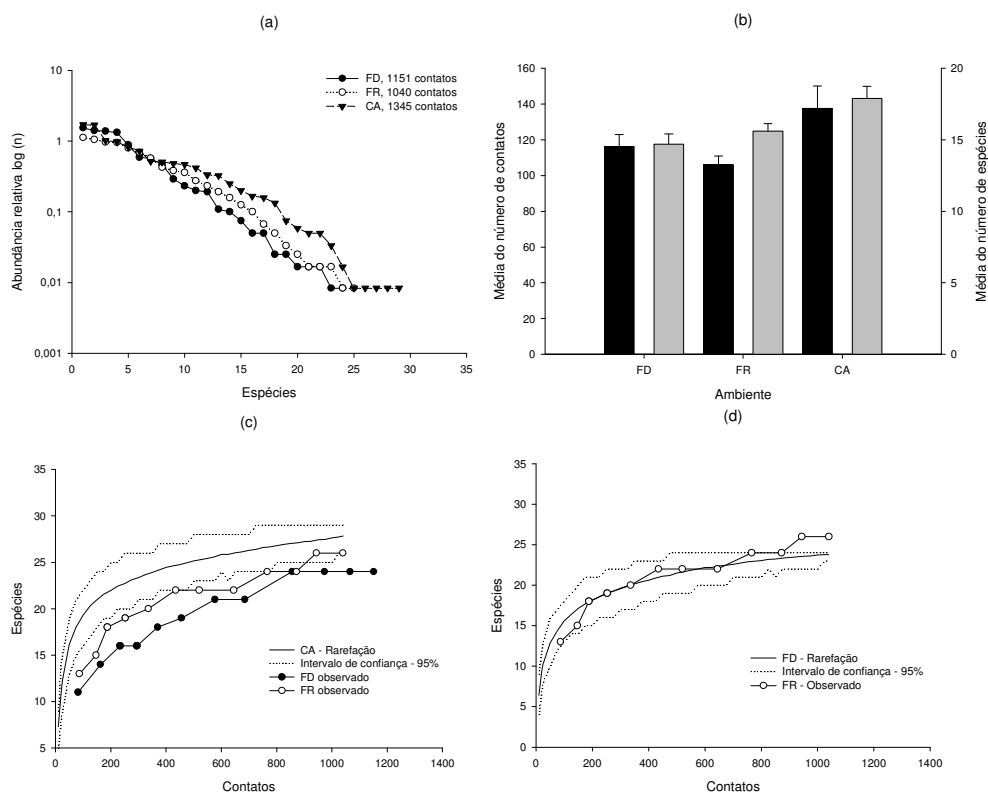 (a)
Abundância relativa log (n)
10
1
0,1
0,01
0,001
FD, 1151 contatos
FR, 1040 contatos
CA, 1345 contatos
0 5 10 15 20 25 30 35
Espécies
(b)
Média do número de contatos
160
140
120
100
80
60
40
20
0
20
15
10
5
0
Média do número de espécies
FD FR CA
Ambiente
(c)
Espécies
35
30
25
20
15
10
5
CA - Rarefação
Intervalo de confiança - 95%
FD observado
FR observado
0 200 400 600 800 1000 1200 1400
Contatos
(d)
Espécies
35
30
25
20
15
10
5
0
FD - Rarefação
Intervalo de confiança - 95%
FR - Observado
0 200 400 600 800 1000 1200 1400
Contatos